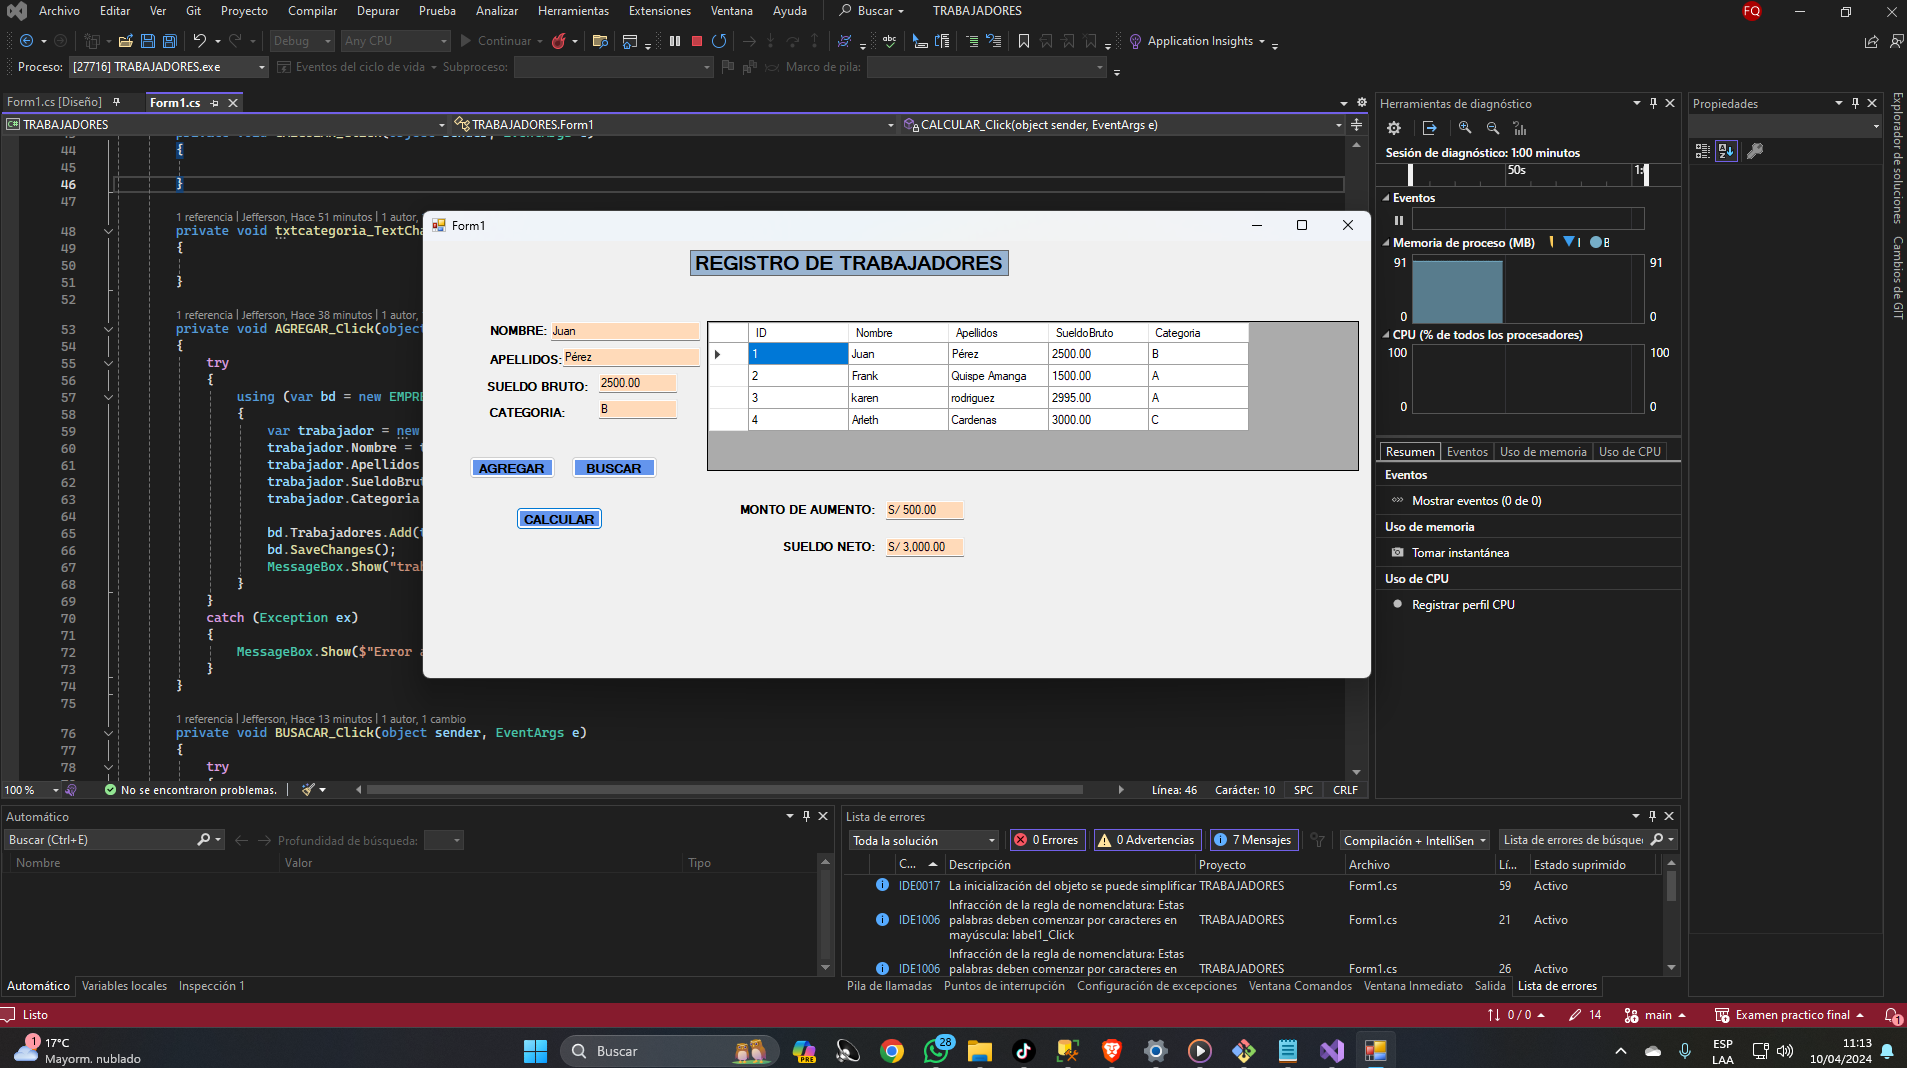 Archivo Editar Ver Git Proyecto Compilar Depurar Prueba Analizar Herramientas Extensiones Ventana Ayuda Buscar TRABAJADORES FQ
Debug Any CPU Continuar Application Insights
Proceso: [27716] TRABAJADORES.exe Eventos del ciclo de vida Subproceso: Marco de pila:
Form1.cs [Diseño] Form1.cs
TRABAJADORES TRABAJADORES.Form1 CALCULAR_Click(object sender, EventArgs e)
44 {
45
46 }
47
1 referencia | Jefferson, Hace 51 minutos | 1 autor,
48 private void txtcategoria_TextCha
49 {
50
51 }
52
1 referencia | Jefferson, Hace 38 minutos | 1 autor,
53 private void AGREGAR_Click(object
54 {
55 try
56 {
57 using (var bd = new EMPRE
58 {
59 var trabajador = new
60 trabajador.Nombre = t
61 trabajador.Apellidos
62 trabajador.SueldoBrut
63 trabajador.Categoria
64
65 bd.Trabajadores.Add(t
66 bd.SaveChanges();
67 MessageBox.Show("trab
68 }
69 }
70 catch (Exception ex)
71 {
72 MessageBox.Show($"Error a
73 }
74 }
75
1 referencia | Jefferson, Hace 13 minutos | 1 autor, 1 cambio
76 private void BUSACAR_Click(object sender, EventArgs e)
77 {
78 try
100 % No se encontraron problemas. Línea: 46 Carácter: 10 SPC CRLF
Form1
REGISTRO DE TRABAJADORES
NOMBRE: Juan
APELLIDOS: Pérez
SUELDO BRUTO: 2500.00
CATEGORIA: B
AGREGAR BUSCAR
CALCULAR
ID Nombre Apellidos SueldoBruto Categoria
1 Juan Pérez 2500.00 B
2 Frank Quispe Amanga 1500.00 A
3 karen rodriguez 2995.00 A
4 Arleth Cardenas 3000.00 C
MONTO DE AUMENTO: S/ 500.00
SUELDO NETO: S/ 3,000.00
Herramientas de diagnóstico
Sesión de diagnóstico: 1:00 minutos
50s
Eventos
Memoria de proceso (MB)
91 91
0 0
CPU (% de todos los procesadores)
100 100
0 0
Resumen Eventos Uso de memoria Uso de CPU
Eventos
Mostrar eventos (0 de 0)
Uso de memoria
Tomar instantánea
Uso de CPU
Registrar perfil CPU
Propiedades
Explorador de soluciones
Cambios de GIT
Automático
Buscar (Ctrl+E) Profundidad de búsqueda:
Nombre Valor Tipo
Automático Variables locales Inspección 1
Lista de errores
Toda la solución 0 Errores 0 Advertencias 7 Mensajes Compilación + IntelliSen Lista de errores de búsque
C... Descripción Proyecto Archivo Lí... Estado suprimido
IDE0017 La inicialización del objeto se puede simplificar TRABAJADORES Form1.cs 59 Activo
Infracción de la regla de nomenclatura: Estas
IDE1006 palabras deben comenzar por caracteres en TRABAJADORES Form1.cs 21 Activo
mayúscula: label1_Click
Infracción de la regla de nomenclatura: Estas
IDE1006 palabras deben comenzar por caracteres en TRABAJADORES Form1.cs 26 Activo
Pila de llamadas Puntos de interrupción Configuración de excepciones Ventana Comandos Ventana Inmediato Salida Lista de errores
Listo 0 / 0 14 main Examen practico final 1
1 17°C
Mayorm. nublado
Buscar
PRE
28
ESP
LAA
11:13
10/04/2024